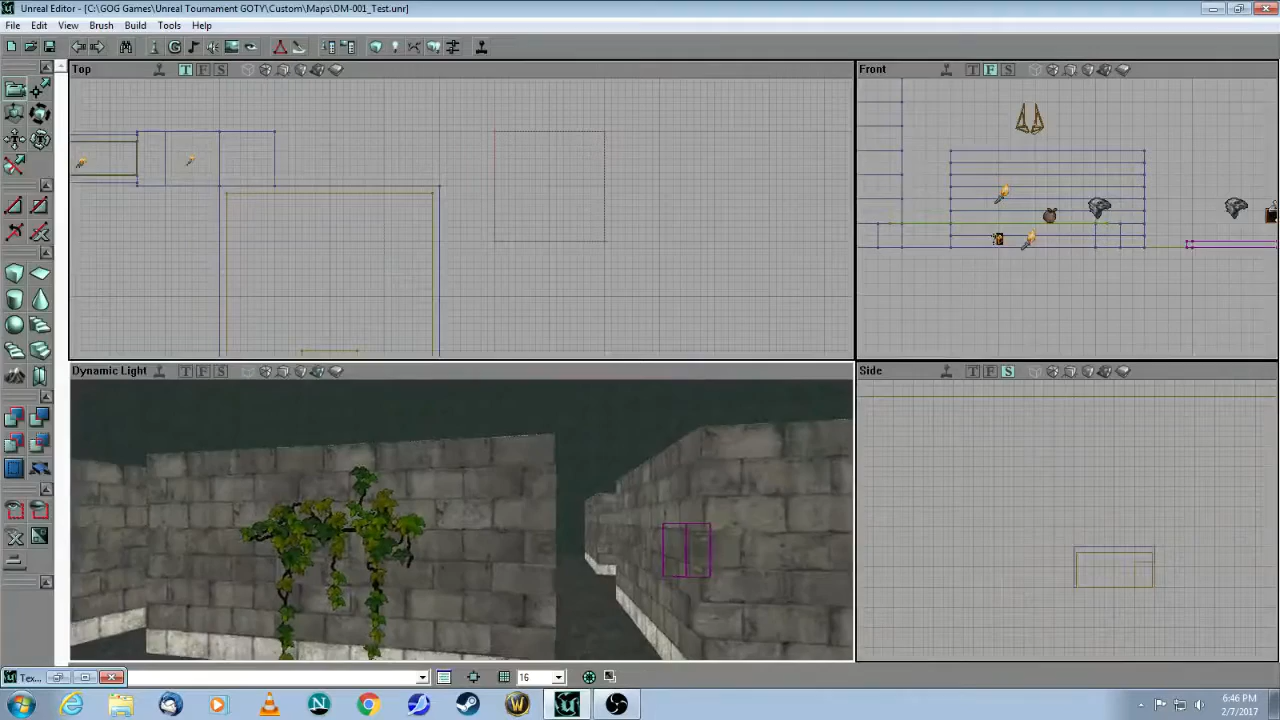 Unreal Editor - [C:\GOG Games\Unreal Tournament GOTY\Custom\Maps\DM-001_Test.unr]
File Edit View Brush Build Tools Help
Top T F S
Front T F S
Dynamic Light T F S
Side T F S
Tex... 16
6:46 PM
2/7/2017